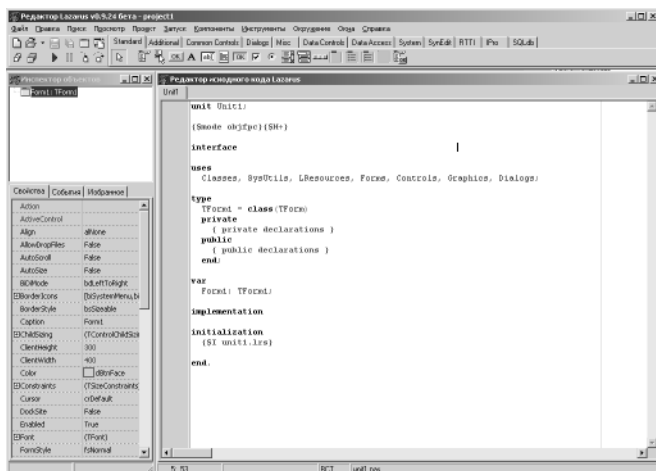 Редактор Lazarus v0.9.24 бета - project1
Файл Правка Поиск Просмотр Проект Запуск Компоненты Инструменты Окружение Окна Справка
Standard Additional Common Controls Dialogs Misc Data Controls Data Access System SynEdit RTTI IPro SQLdb
Инспектор объектов
Form1: TForm1
Свойства События Избранное
Action
ActiveControl
Align alNone
AllowDropFiles False
AutoScroll False
AutoSize False
BiDiMode bdLeftToRight
BorderIcons [biSystemMenu,bi
BorderStyle bsSizeable
Caption Form1
ChildSizing (TControlChildSizi
ClientHeight 300
ClientWidth 400
Color clBtnFace
Constraints (TSizeConstraints)
Cursor crDefault
DockSite False
Enabled True
Font (TFont)
FormStyle fsNormal
Редактор исходного кода Lazarus
Unit1
unit Unit1;
{$mode objfpc}{$H+}
interface
uses
Classes, SysUtils, LResources, Forms, Controls, Graphics, Dialogs;
type
TForm1 = class(TForm)
private
{ private declarations }
public
{ public declarations }
end;
var
Form1: TForm1;
implementation
initialization
{$I unit1.lrs}
end.
5: 53 ВСТ unit1.pas